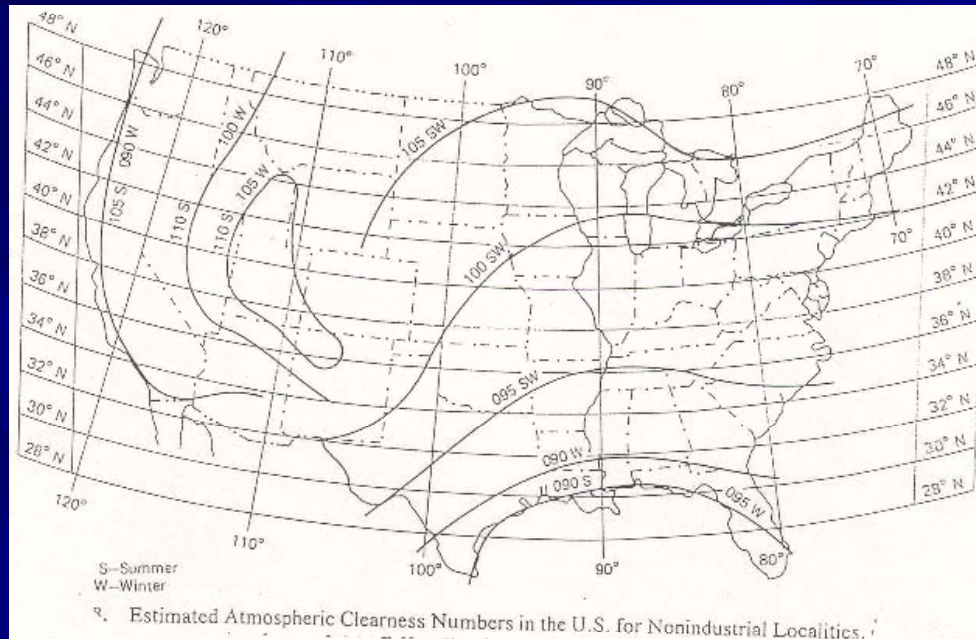 48° N
46° N
44° N
42° N
40° N
38° N
36° N
34° N
32° N
30° N
28° N
120°
110°
100°
90°
80°
70°
48° N
46° N
44° N
42° N
40° N
38° N
36° N
34° N
32° N
30° N
28° N
70°
120°
110°
100°
90°
80°
090 W
105 S
100 W
110 S
105 W
110 S
105 SW
100 SW
095 SW
090 W
090 S
095 W
S—Summer
W—Winter
Estimated Atmospheric Clearness Numbers in the U.S. for Nonindustrial Localities.